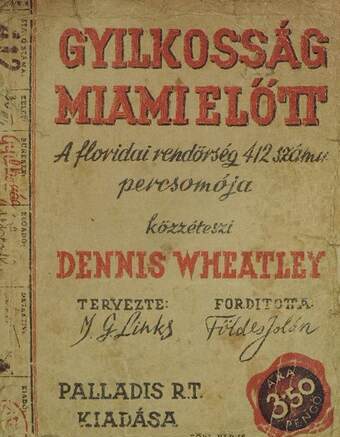 GYILKOSSÁG
MIAMI ELŐTT
A floridai rendőrség 412 számu
percsomója
közzéteszi
DENNIS WHEATLEY
TERVEZTE:
FORDITOTTA:
J. G. Links
Földes Jolán
PALLADIS R.T.
KIADÁSA
ÁRA
3·50
PENGŐ